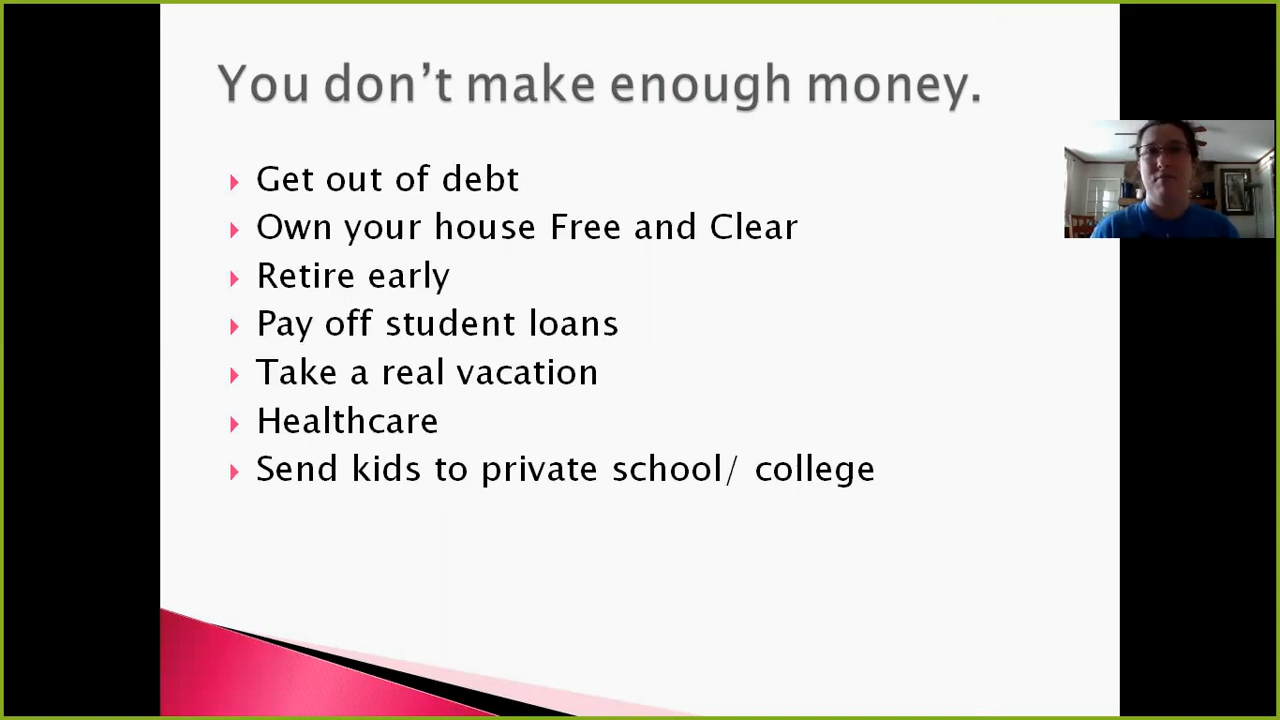 You don't make enough money.
Get out of debt
Own your house Free and Clear
Retire early
Pay off student loans
Take a real vacation
Healthcare
Send kids to private school/ college